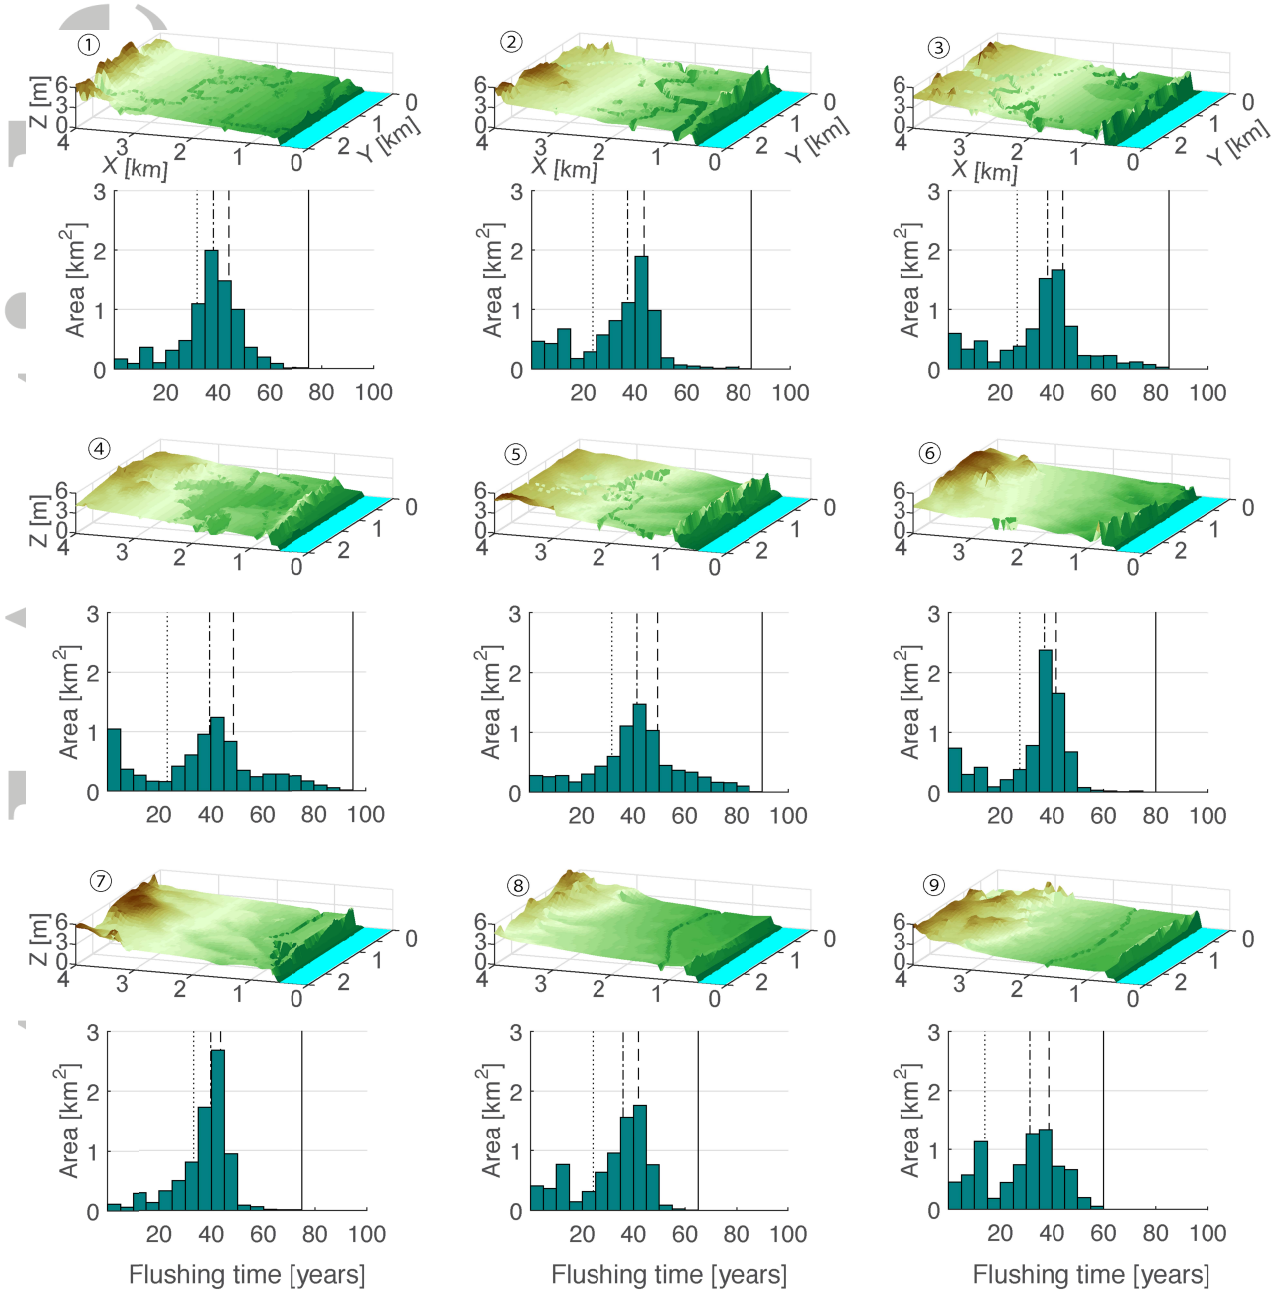 ① ② ③
Z [m] 6 3 0 X [km] 2 1 0 Y [km] 2 1 0
X [km] 2 1 0 Y [km] 2 1 0 6 3 0
X [km] 2 1 0 Y [km] 2 1 0 6 3 0
Area [km²] 3 2 1 0
20 40 60 80 100
Area [km²] 3 2 1 0
20 40 60 80 100
Area [km²] 3 2 1 0
20 40 60 80 100
④ ⑤ ⑥
Z [m] 6 3 0 4 3 2 1 0 2 1 0
6 3 0 4 3 2 1 0 2 1 0
6 3 0 4 3 2 1 0 2 1 0
Area [km²] 3 2 1 0
20 40 60 80 100
Area [km²] 3 2 1 0
20 40 60 80 100
Area [km²] 3 2 1 0
20 40 60 80 100
⑦ ⑧ ⑨
Z [m] 6 3 0 4 3 2 1 0 2 1 0
6 3 0 4 3 2 1 0 2 1 0
6 3 0 4 3 2 1 0 2 1 0
Area [km²] 3 2 1 0
20 40 60 80 100
Area [km²] 3 2 1 0
20 40 60 80 100
Area [km²] 3 2 1 0
20 40 60 80 100
Flushing time [years] Flushing time [years] Flushing time [years]